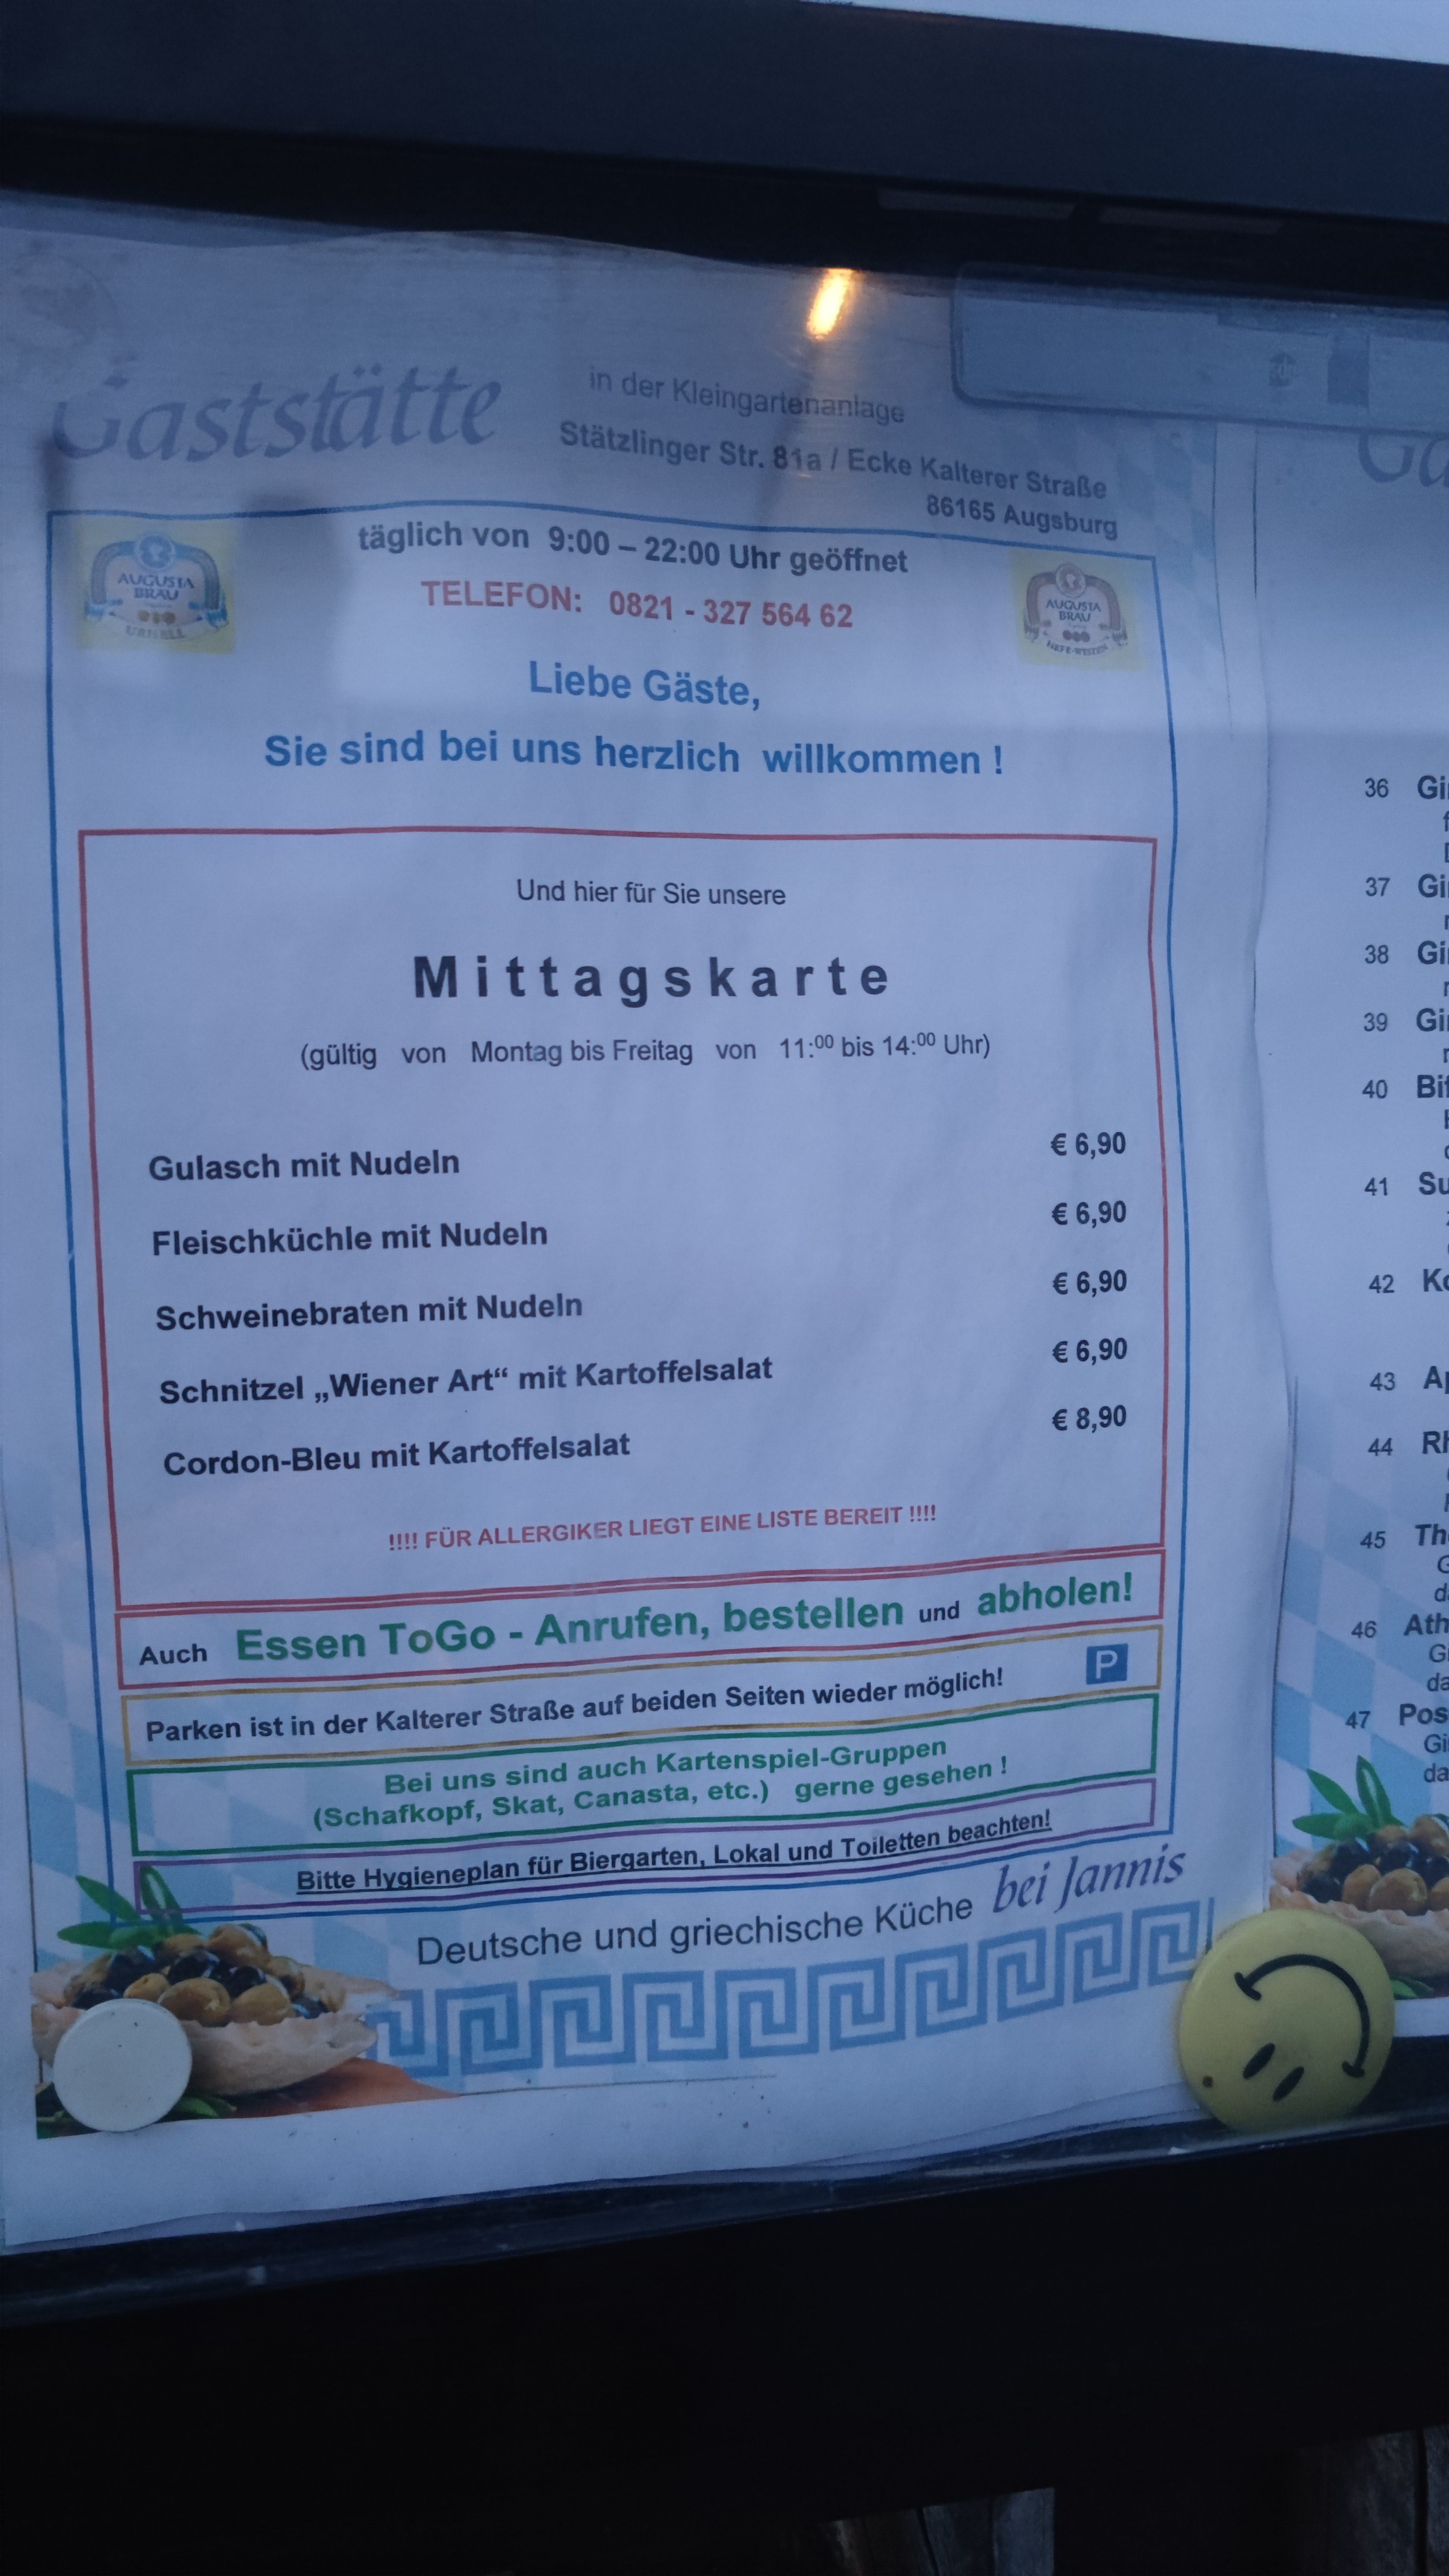 Gaststätte
in der Kleingartenanlage
Stätzlinger Str. 81a / Ecke Kalterer Straße
86165 Augsburg
täglich von 9:00 – 22:00 Uhr geöffnet
TELEFON: 0821 - 327 564 62
AUGUSTA
BRÄU
URHELL
AUGUSTA
BRÄU
HEFE-WEIZEN
Liebe Gäste,
Sie sind bei uns herzlich willkommen !
Und hier für Sie unsere
Mittagskarte
(gültig von Montag bis Freitag von 11:00 bis 14:00 Uhr)
Gulasch mit Nudeln € 6,90
Fleischküchle mit Nudeln € 6,90
Schweinebraten mit Nudeln € 6,90
Schnitzel „Wiener Art“ mit Kartoffelsalat € 6,90
Cordon-Bleu mit Kartoffelsalat € 8,90
!!!! FÜR ALLERGIKER LIEGT EINE LISTE BEREIT !!!!
Auch Essen ToGo - Anrufen, bestellen und abholen!
Parken ist in der Kalterer Straße auf beiden Seiten wieder möglich! P
Bei uns sind auch Kartenspiel-Gruppen
(Schafkopf, Skat, Canasta, etc.) gerne gesehen !
Bitte Hygieneplan für Biergarten, Lokal und Toiletten beachten!
Deutsche und griechische Küche bei Jannis
36
37
38
39
40
41
42
43
44
45
46
47